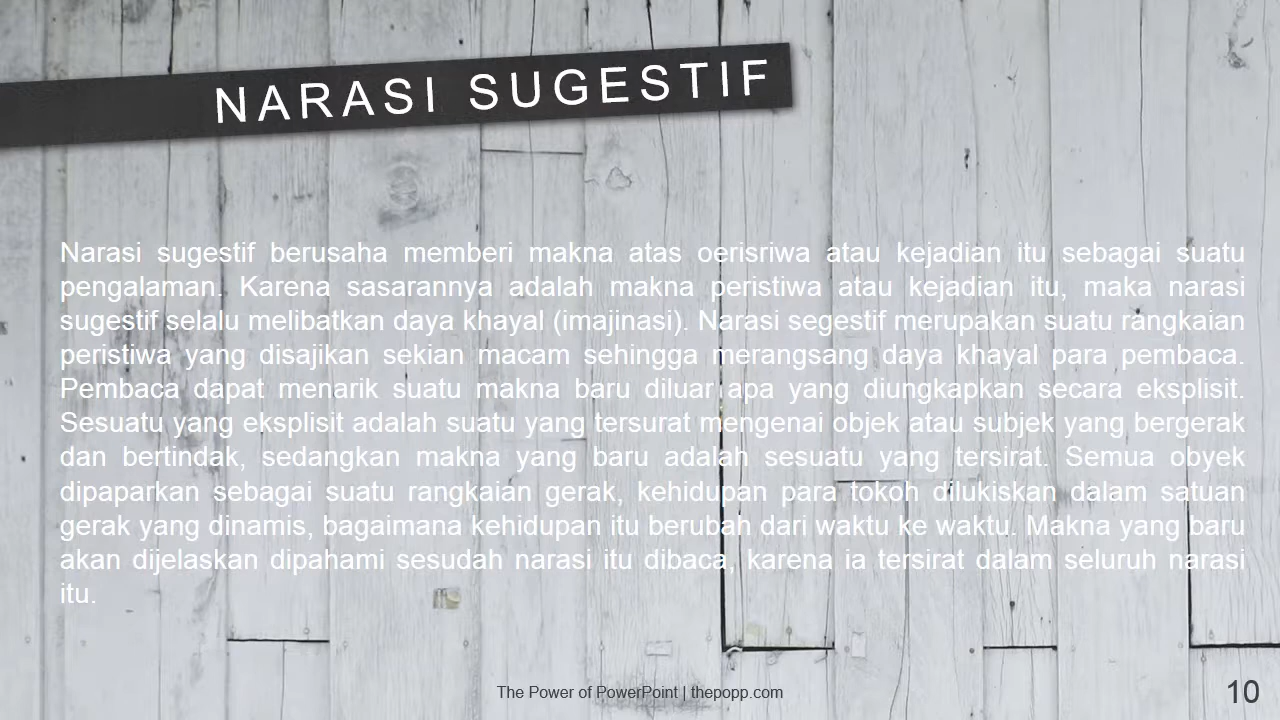 NARASI SUGESTIF
Narasi sugestif berusaha memberi makna atas oerisriwa atau kejadian itu sebagai suatu
pengalaman. Karena sasarannya adalah makna peristiwa atau kejadian itu, maka narasi
sugestif selalu melibatkan daya khayal (imajinasi). Narasi segestif merupakan suatu rangkaian
peristiwa yang disajikan sekian macam sehingga merangsang daya khayal para pembaca.
Pembaca dapat menarik suatu makna baru diluar apa yang diungkapkan secara eksplisit.
Sesuatu yang eksplisit adalah suatu yang tersurat mengenai objek atau subjek yang bergerak
dan bertindak, sedangkan makna yang baru adalah sesuatu yang tersirat. Semua obyek
dipaparkan sebagai suatu rangkaian gerak, kehidupan para tokoh dilukiskan dalam satuan
gerak yang dinamis, bagaimana kehidupan itu berubah dari waktu ke waktu. Makna yang baru
akan dijelaskan dipahami sesudah narasi itu dibaca, karena ia tersirat dalam seluruh narasi
itu.
The Power of PowerPoint | thepopp.com
10